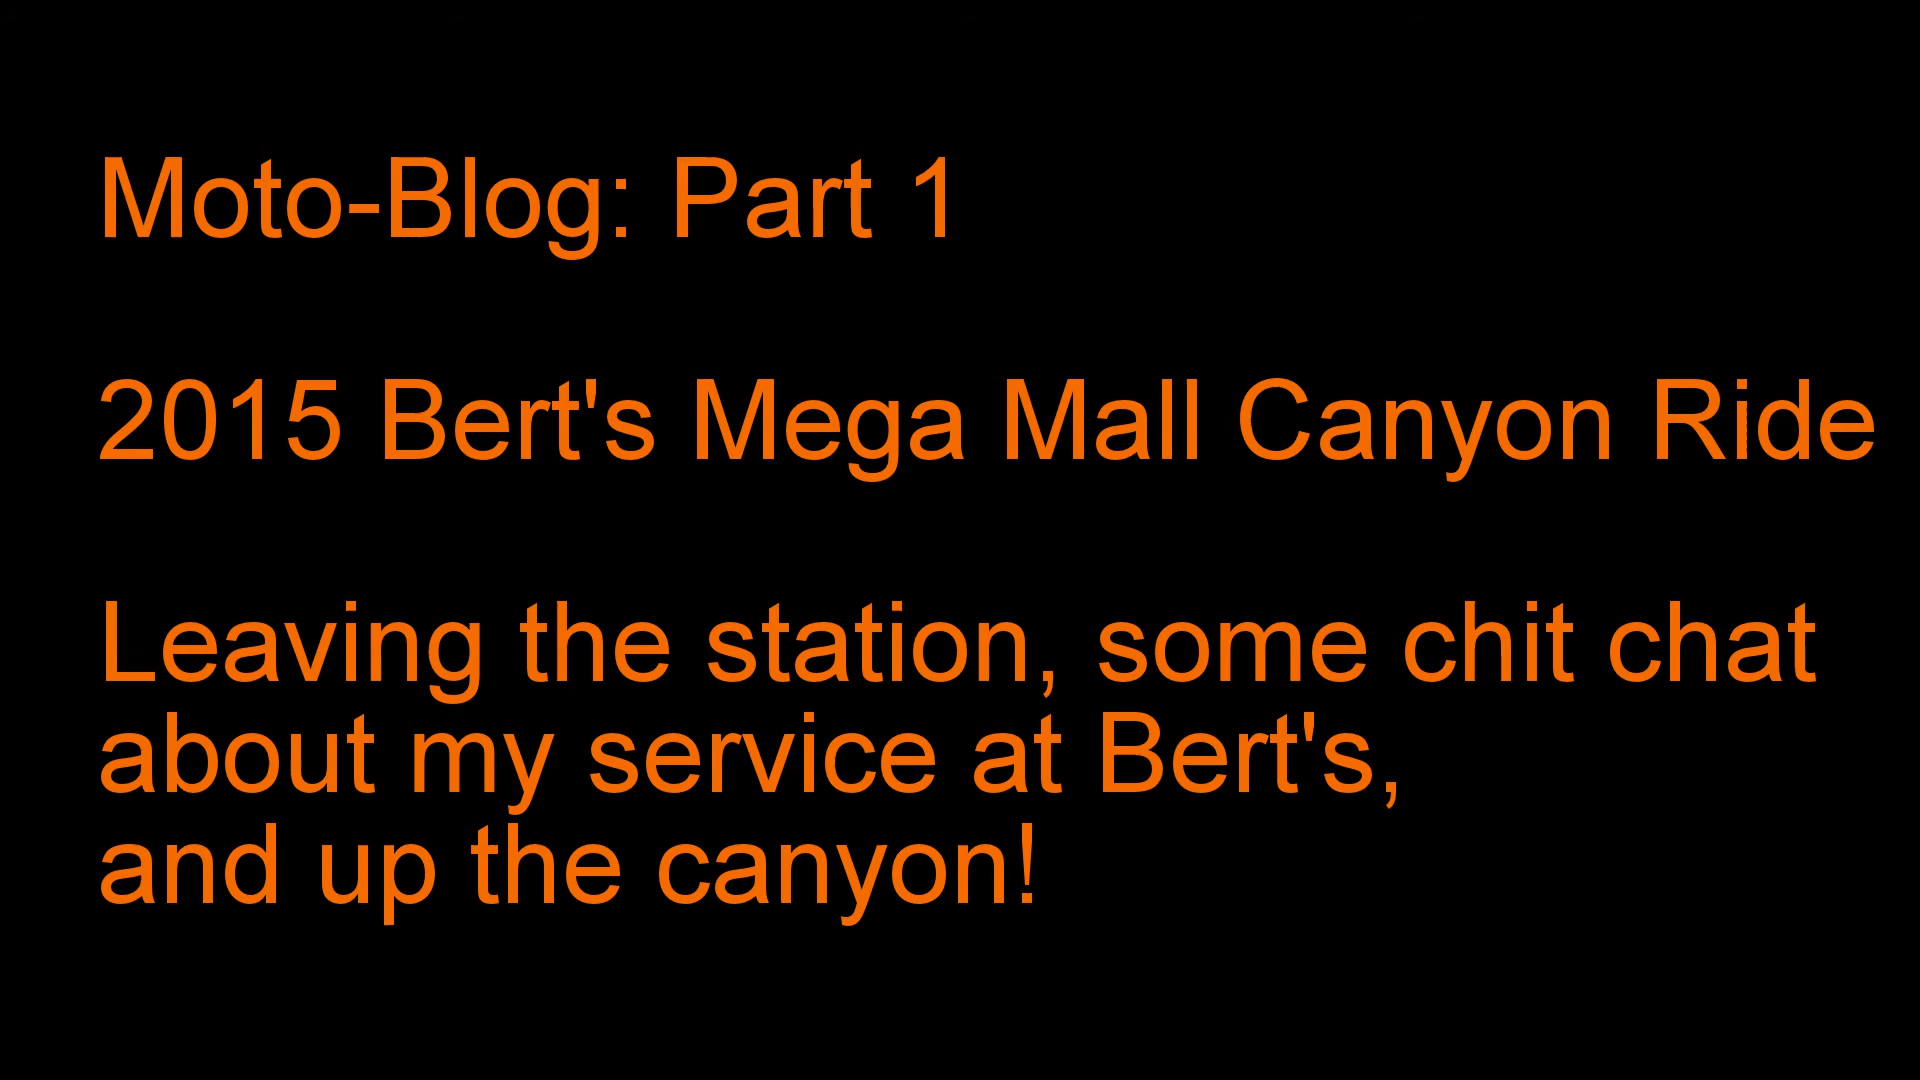 Moto-Blog: Part 1
2015 Bert's Mega Mall Canyon Ride
Leaving the station, some chit chat
about my service at Bert's,
and up the canyon!